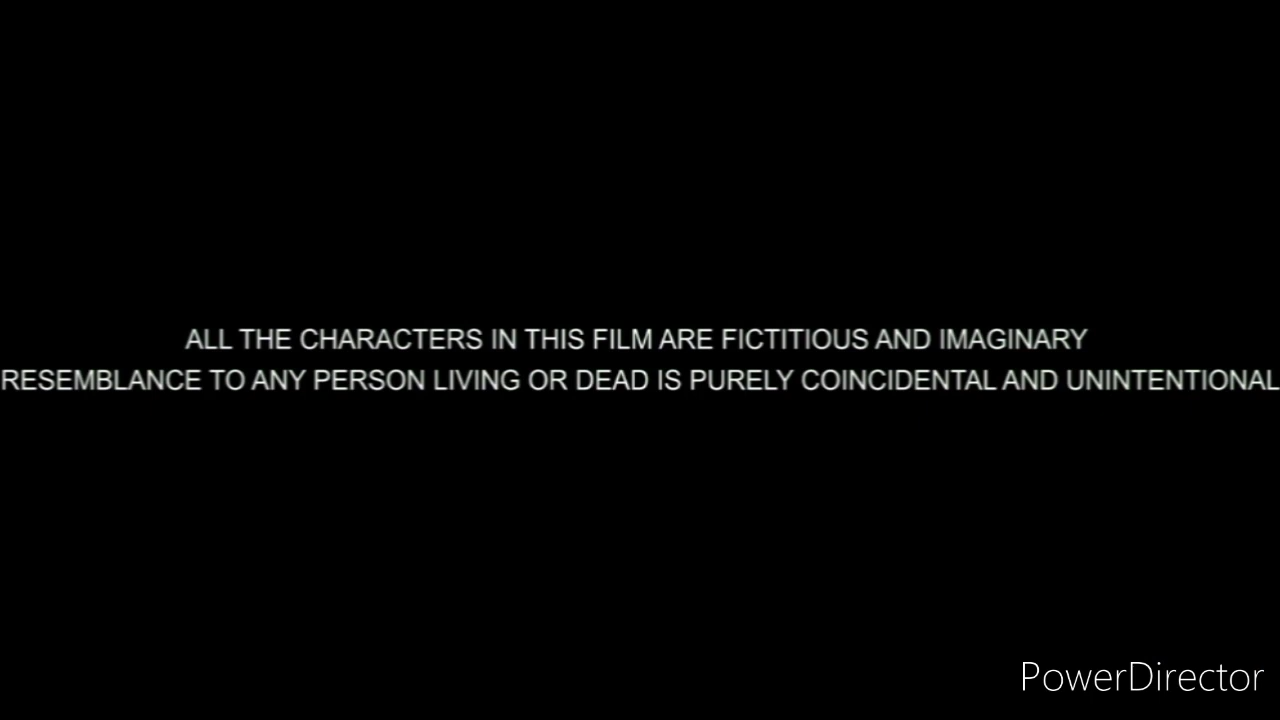 ALL THE CHARACTERS IN THIS FILM ARE FICTITIOUS AND IMAGINARY
RESEMBLANCE TO ANY PERSON LIVING OR DEAD IS PURELY COINCIDENTAL AND UNINTENTIONAL
PowerDirector